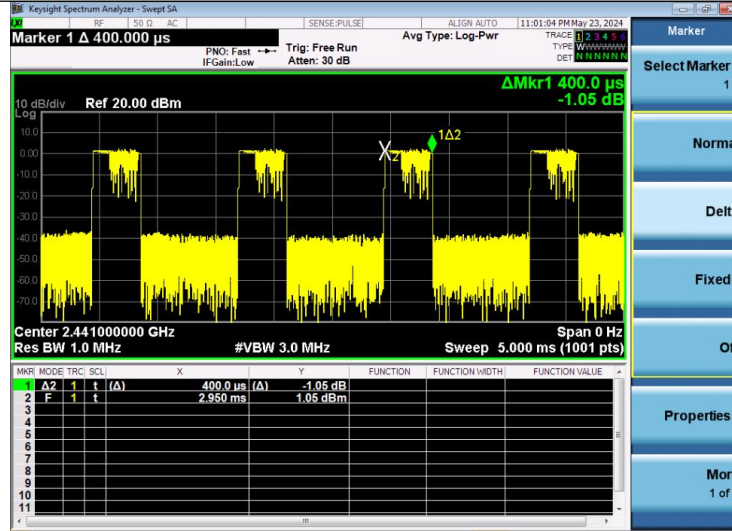 Keysight Spectrum Analyzer - Swept SA
RF 50 Ω AC SENSE:PULSE ALIGN AUTO 11:01:04 PM May 23, 2024
Marker 1 Δ 400.000 µs
PNO: Fast
IFGain:Low
Trig: Free Run
Atten: 30 dB
Avg Type: Log-Pwr
TRACE 1 2 3 4 5 6
TYPE W
DET N N N N N N
ΔMkr1 400.0 µs
-1.05 dB
10 dB/div Ref 20.00 dBm
Log
10.0
0.00
-10.0
-20.0
-30.0
-40.0
-50.0
-60.0
-70.0
1Δ2
2
Center 2.441000000 GHz
Span 0 Hz
Res BW 1.0 MHz #VBW 3.0 MHz Sweep 5.000 ms (1001 pts)
MKR MODE TRC SCL X Y FUNCTION FUNCTION WIDTH FUNCTION VALUE
1 Δ2 1 t (Δ) 400.0 µs (Δ) -1.05 dB
2 F 1 t 2.950 ms 1.05 dBm
3
4
5
6
7
8
9
10
11
Marker
Select Marker
1
Norma
Delt
Fixed
Of
Properties
Mor
1 of